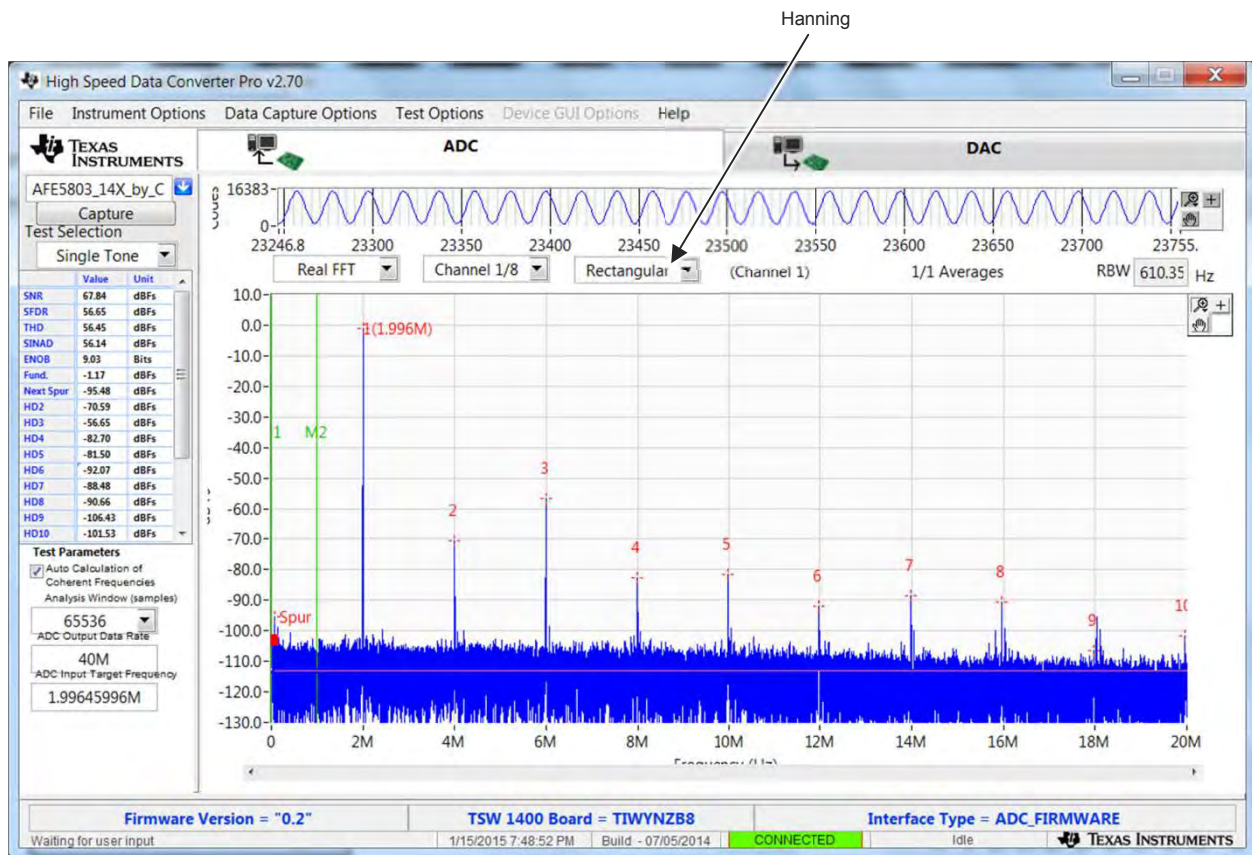 Hanning
High Speed Data Converter Pro v2.70
File Instrument Options Data Capture Options Test Options Device GUI Options Help
TEXAS INSTRUMENTS
ADC
DAC
AFE5803_14X_by_C
Capture
Test Selection
Single Tone
Value Unit
SNR 67.84 dBFs
SFDR 56.65 dBFs
THD 56.45 dBFs
SINAD 56.14 dBFs
ENOB 9.03 Bits
Fund. -1.17 dBFs
Next Spur -95.48 dBFs
HD2 -70.59 dBFs
HD3 -56.65 dBFs
HD4 -82.70 dBFs
HD5 -81.50 dBFs
HD6 -92.07 dBFs
HD7 -88.48 dBFs
HD8 -90.66 dBFs
HD9 -106.43 dBFs
HD10 -101.53 dBFs
Test Parameters
Auto Calculation of
Coherent Frequencies
Analysis Window (samples)
65536
ADC Output Data Rate
40M
ADC Input Target Frequency
1.99645996M
16383
0
23246.8 23300 23350 23400 23450 23500 23550 23600 23650 23700 23755.
Real FFT Channel 1/8 Rectangular (Channel 1) 1/1 Averages RBW 610.35 Hz
10.0
0.0
-10.0
-20.0
-30.0
-40.0
-50.0
-60.0
-70.0
-80.0
-90.0
-100.0
-110.0
-120.0
-130.0
1(1.996M)
1 M2
2
3
4
5
6
7
8
9
10
Spur
0 2M 4M 6M 8M 10M 12M 14M 16M 18M 20M
Firmware Version = "0.2" TSW 1400 Board = TIWYNZB8 Interface Type = ADC_FIRMWARE
Waiting for user input 1/15/2015 7:48:52 PM Build - 07/05/2014 CONNECTED Idle TEXAS INSTRUMENTS